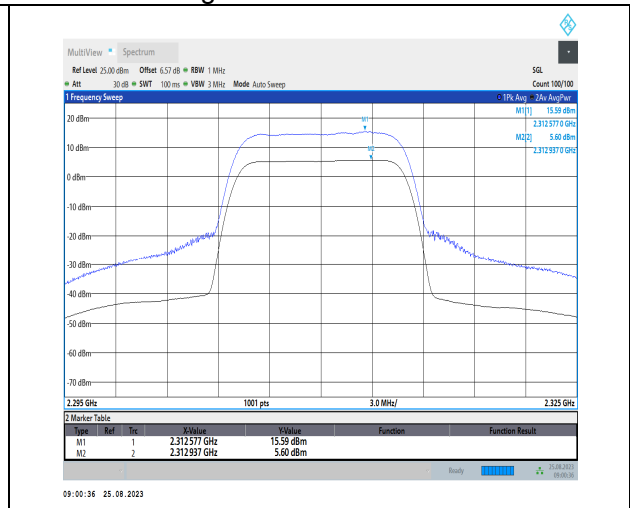 MultiView Spectrum
Ref Level 25.00 dBm Offset 6.57 dB RBW 1 MHz SGL
Att 30 dB SWT 100 ms VBW 3 MHz Mode Auto Sweep Count 100/100
1 Frequency Sweep 1Pk Avg 2Av AvgPwr
M1[1] 15.59 dBm
2.312 577 0 GHz
M2[2] 5.60 dBm
2.312 937 0 GHz
20 dBm
M1
10 dBm
M2
0 dBm
-10 dBm
-20 dBm
-30 dBm
-40 dBm
-50 dBm
-60 dBm
-70 dBm
2.295 GHz 1001 pts 3.0 MHz/ 2.325 GHz
2 Marker Table
Type Ref Trc X-Value Y-Value Function Function Result
M1 1 2.312 577 GHz 15.59 dBm
M2 2 2.312 937 GHz 5.60 dBm
Ready 25.08.2023
09:00:36
09:00:36 25.08.2023